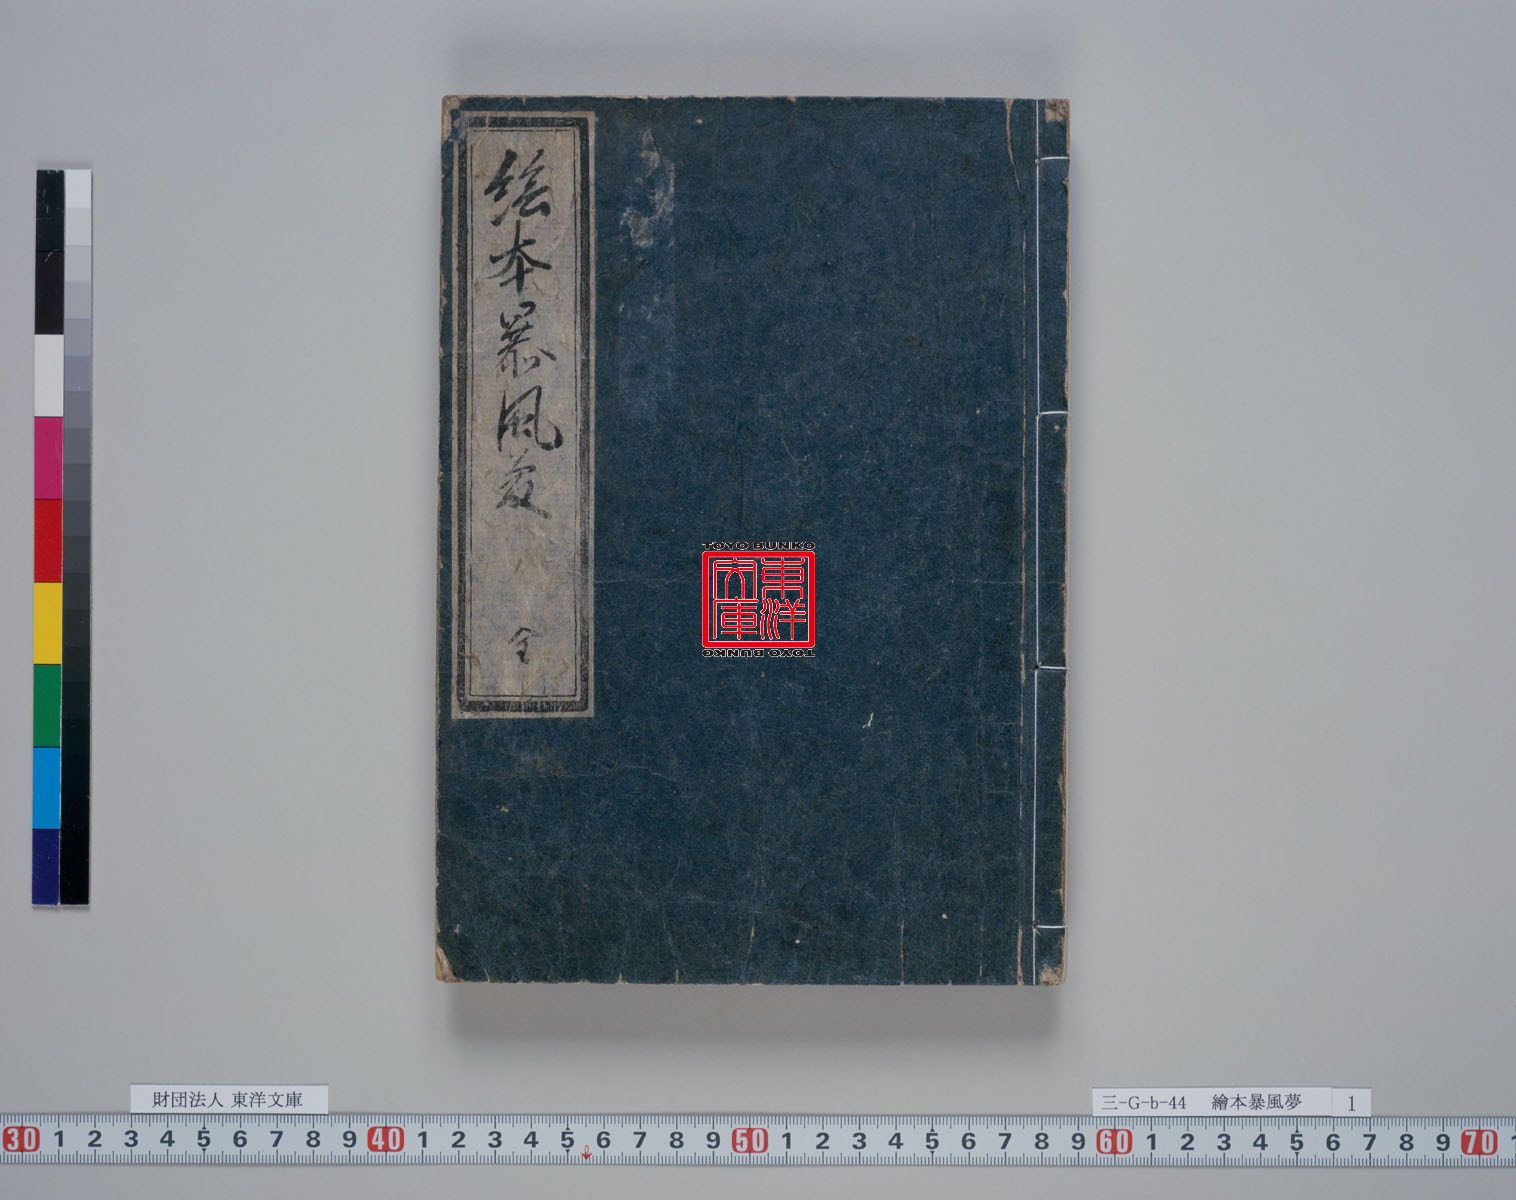 絵本暴風夢
全
TOYO BUNKO
東洋文庫
TOYO BUNKO
財団法人 東洋文庫
三-G-b-44 繪本暴風夢 1
30 1 2 3 4 5 6 7 8 9 40 1 2 3 4 5 6 7 8 9 50 1 2 3 4 5 6 7 8 9 60 1 2 3 4 5 6 7 8 9 70 1